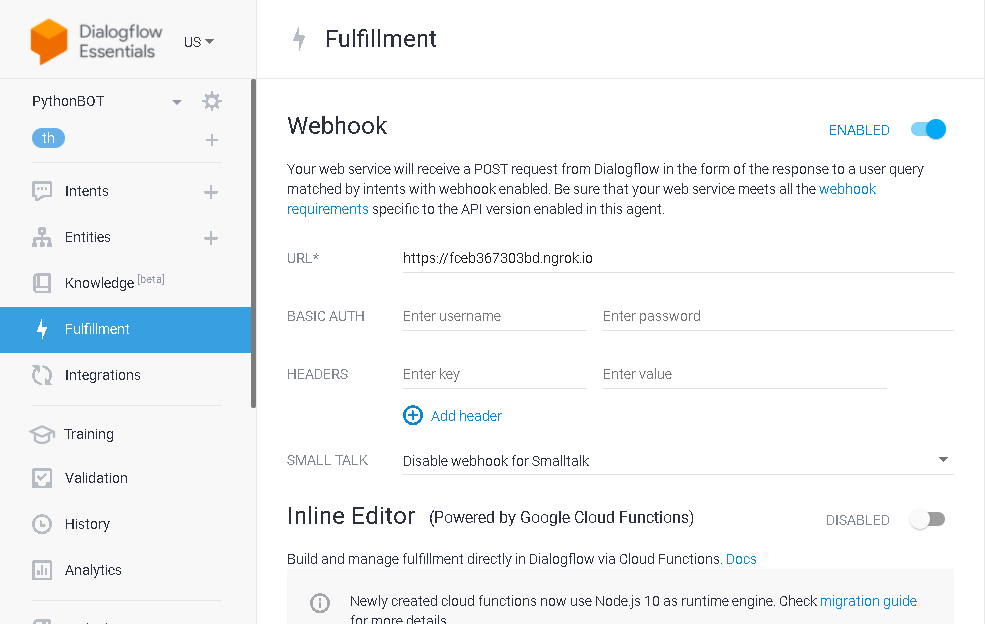 Dialogflow
Essentials
US
Fulfillment
PythonBOT
th
Intents
Entities
Knowledge [beta]
Fulfillment
Integrations
Training
Validation
History
Analytics
Webhook
ENABLED
Your web service will receive a POST request from Dialogflow in the form of the response to a user query
matched by intents with webhook enabled. Be sure that your web service meets all the webhook
requirements specific to the API version enabled in this agent.
URL*
https://fceb367303bd.ngrok.io
BASIC AUTH
Enter username
Enter password
HEADERS
Enter key
Enter value
Add header
SMALL TALK
Disable webhook for Smalltalk
Inline Editor (Powered by Google Cloud Functions)
DISABLED
Build and manage fulfillment directly in Dialogflow via Cloud Functions. Docs
Newly created cloud functions now use Node.js 10 as runtime engine. Check migration guide
for more details.